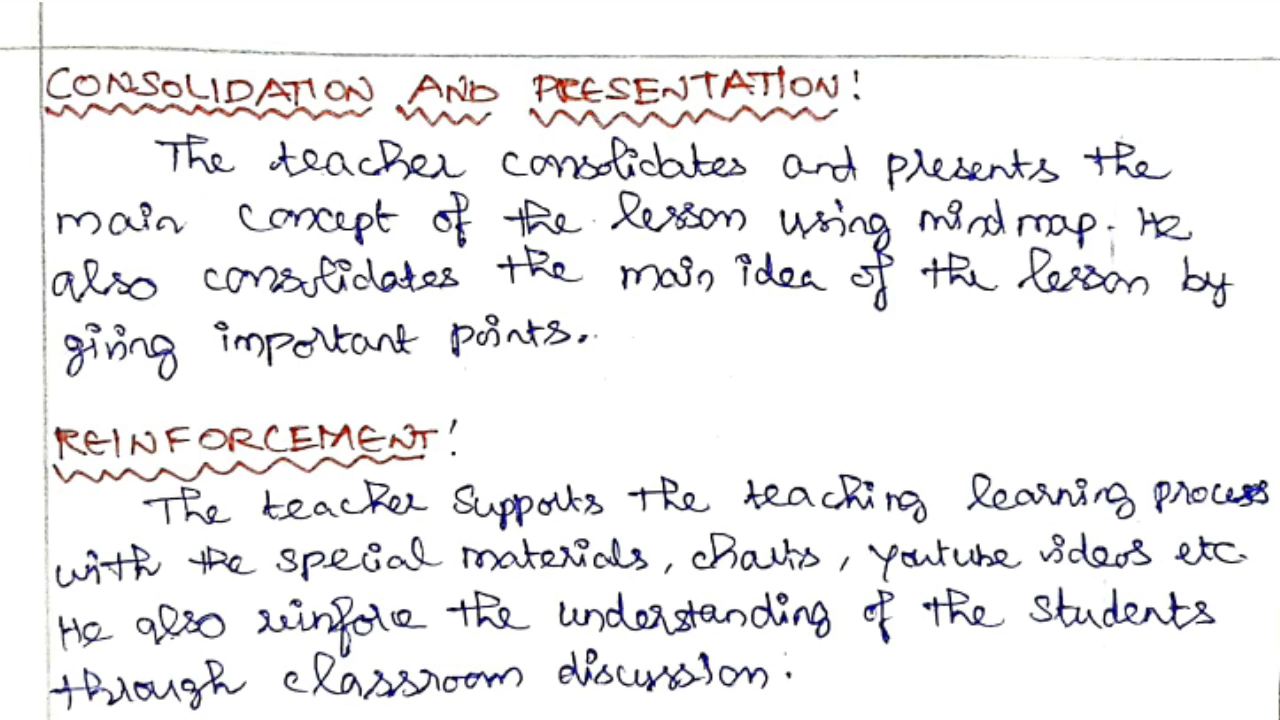 CONSOLIDATION AND PRESENTATION:
The teacher consolidates and presents the
main concept of the lesson using mind map. He
also consolidates the main idea of the lesson by
giving important points.
REINFORCEMENT:
The teacher supports the teaching learning process
with the special materials, charts, youtube videos etc.
He also reinforce the understanding of the students
through classroom discussion.